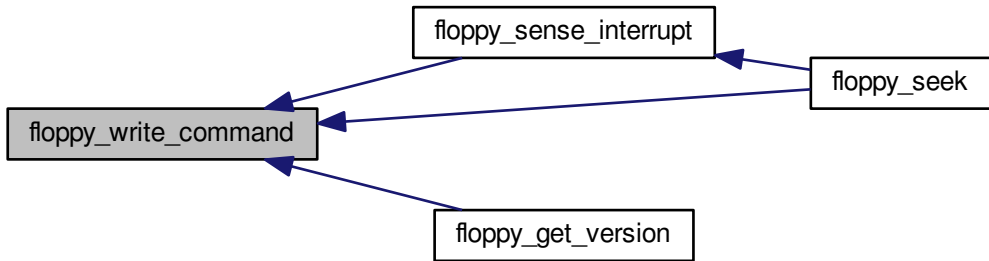 floppy_sense_interrupt
floppy_seek
floppy_write_command
floppy_get_version